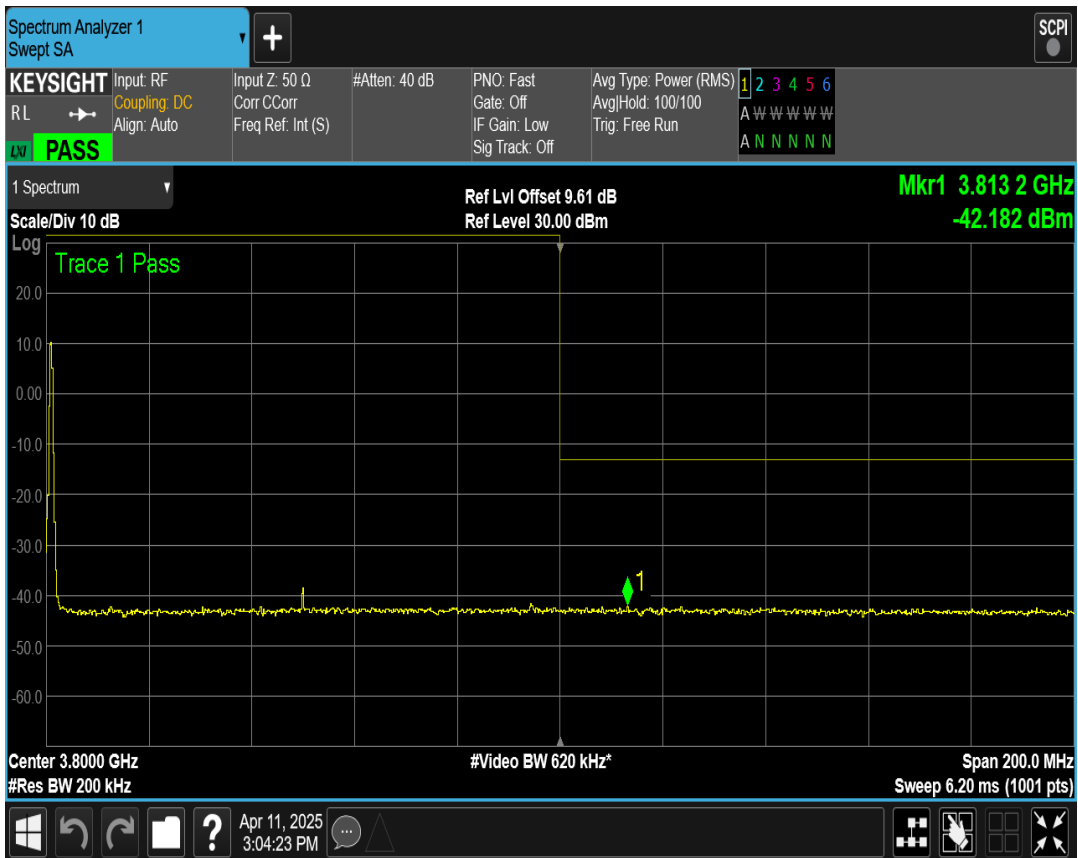 Spectrum Analyzer 1
Swept SA
+
SCPI
KEYSIGHT
RL
LXI PASS
Input: RF
Coupling: DC
Align: Auto
Input Z: 50 Ω
Corr CCorr
Freq Ref: Int (S)
#Atten: 40 dB
PNO: Fast
Gate: Off
IF Gain: Low
Sig Track: Off
Avg Type: Power (RMS)
Avg|Hold: 100/100
Trig: Free Run
1 2 3 4 5 6
A W W W W W
A N N N N N
1 Spectrum
Scale/Div 10 dB
Ref Lvl Offset 9.61 dB
Ref Level 30.00 dBm
Mkr1 3.813 2 GHz
-42.182 dBm
Log
Trace 1 Pass
20.0
10.0
0.00
-10.0
-20.0
-30.0
-40.0
-50.0
-60.0
1
Center 3.8000 GHz
#Res BW 200 kHz
#Video BW 620 kHz*
Span 200.0 MHz
Sweep 6.20 ms (1001 pts)
?
Apr 11, 2025
3:04:23 PM